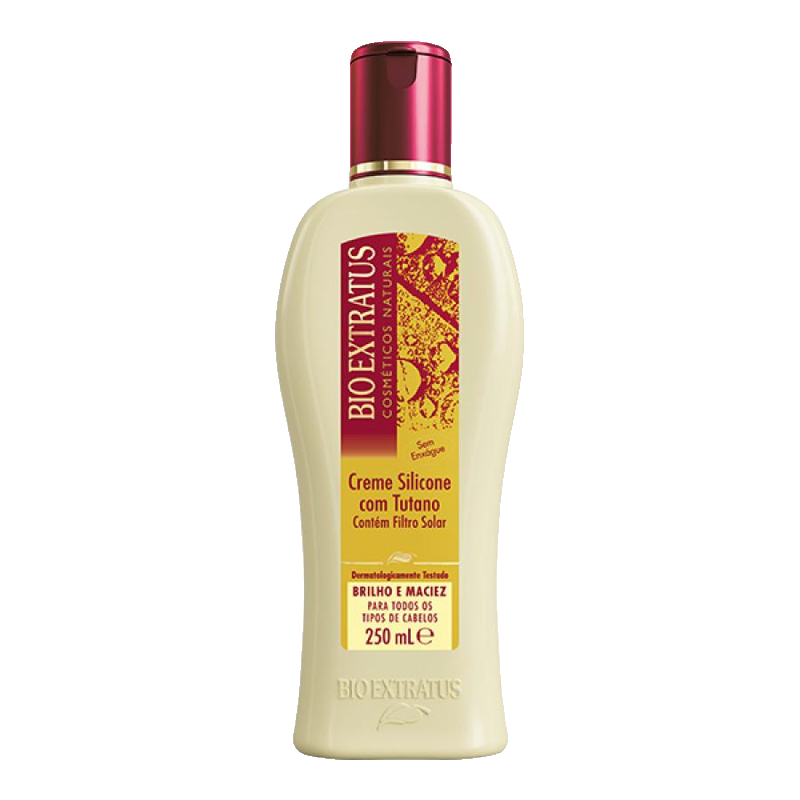 BIO EXTRATUS
COSMÉTICOS NATURAIS
Sem
Enxágue
Creme Silicone
com Tutano
Contém Filtro Solar
Dermatologicamente Testado
BRILHO E MACIEZ
PARA TODOS OS
TIPOS DE CABELOS
250 mL ℮
BIO EXTRATUS